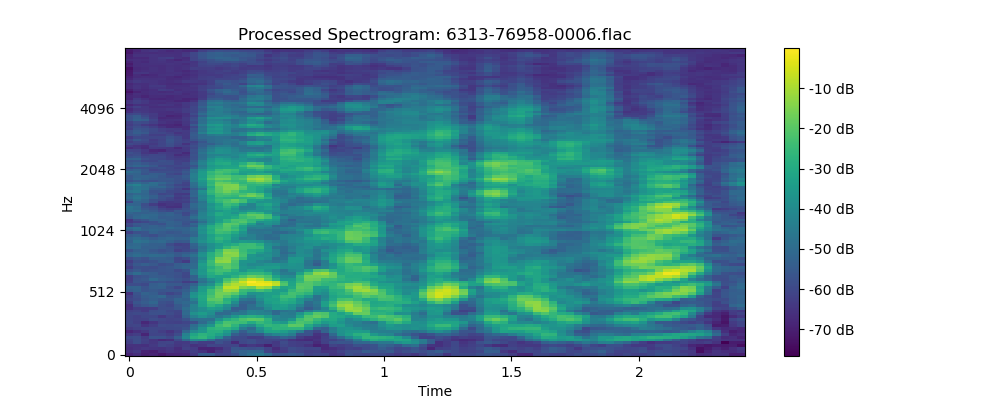 Processed Spectrogram: 6313-76958-0006.flac
Hz
4096
2048
1024
512
0
0
0.5
1
1.5
2
Time
-10 dB
-20 dB
-30 dB
-40 dB
-50 dB
-60 dB
-70 dB